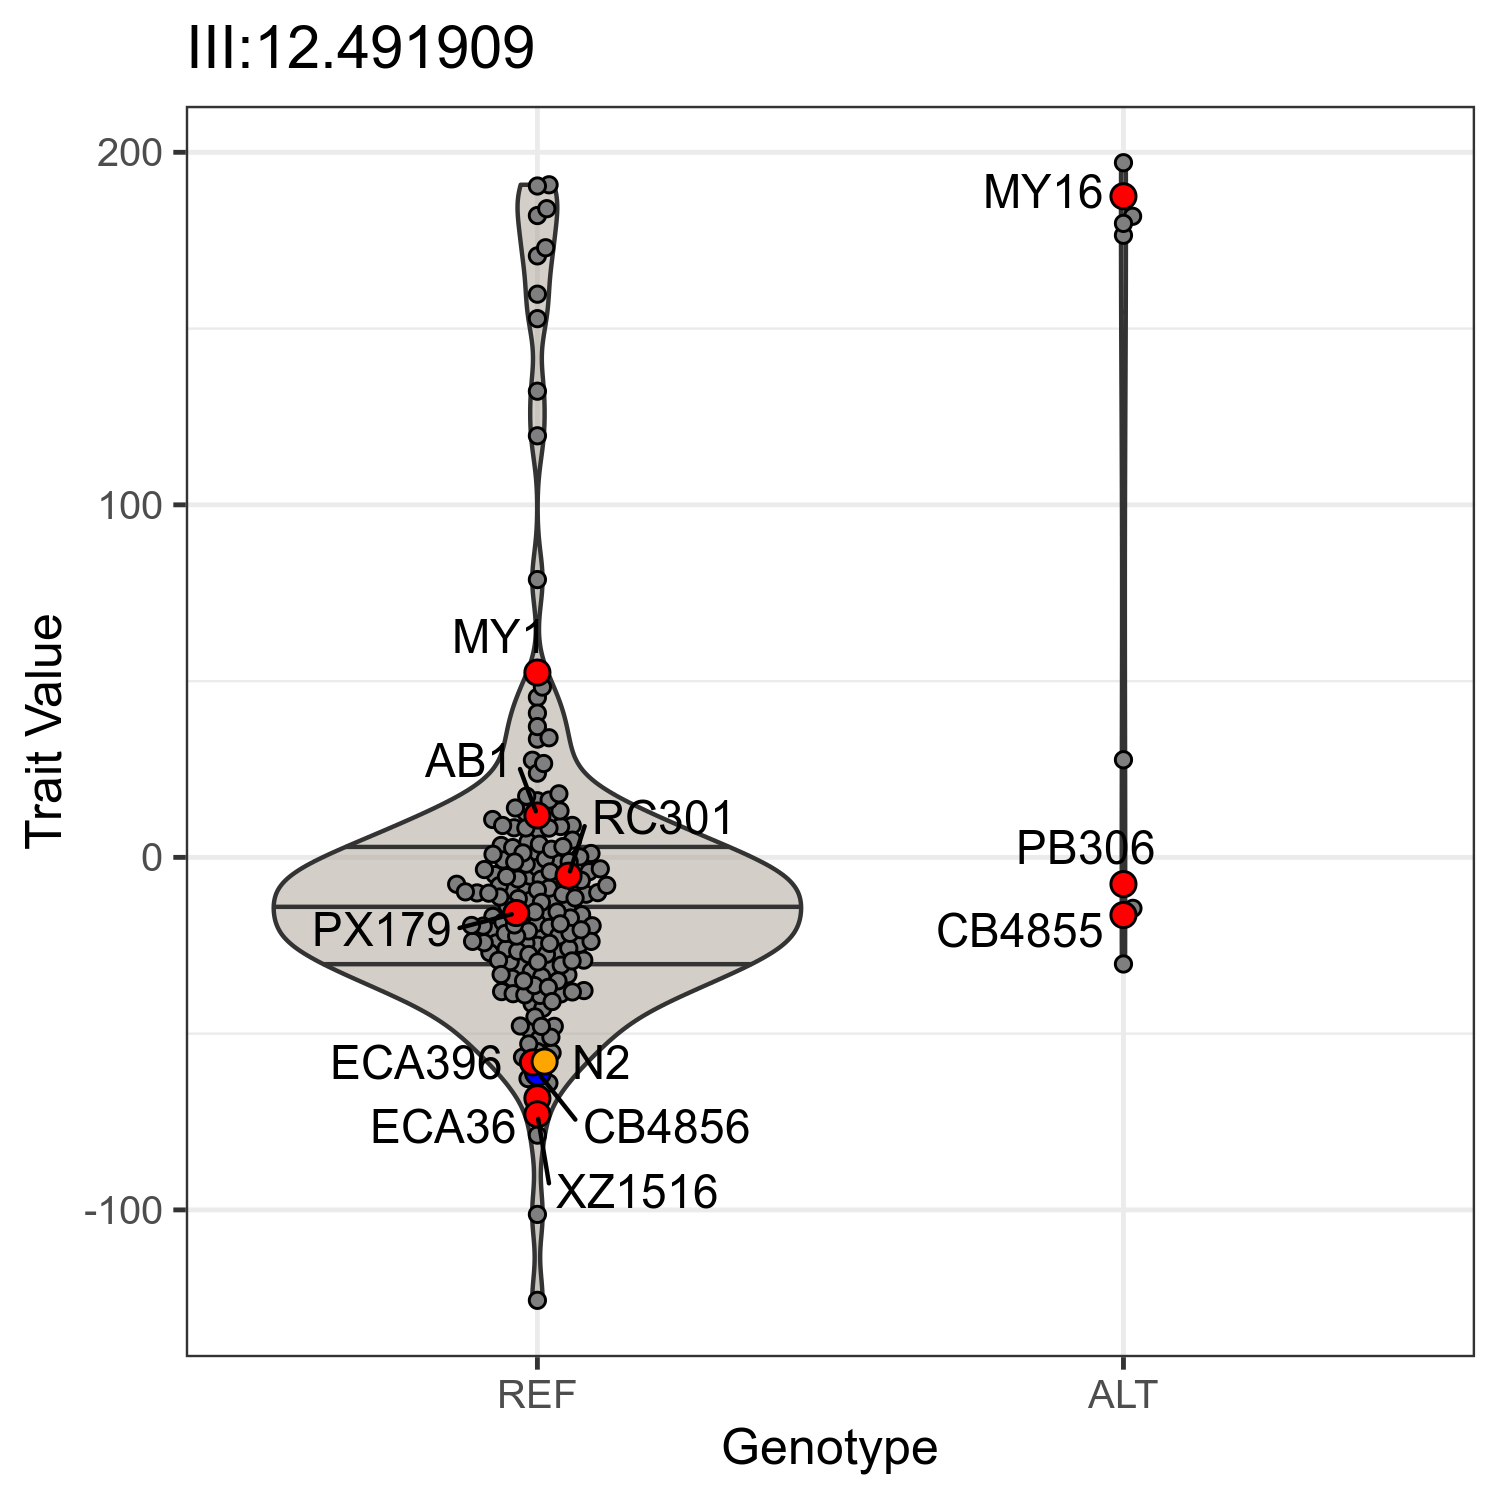 III:12.491909
200
MY16
100
MY1
AB1
RC301
0
PB306
PX179
CB4855
ECA396
N2
ECA36
CB4856
XZ1516
-100
Trait Value
REF
ALT
Genotype